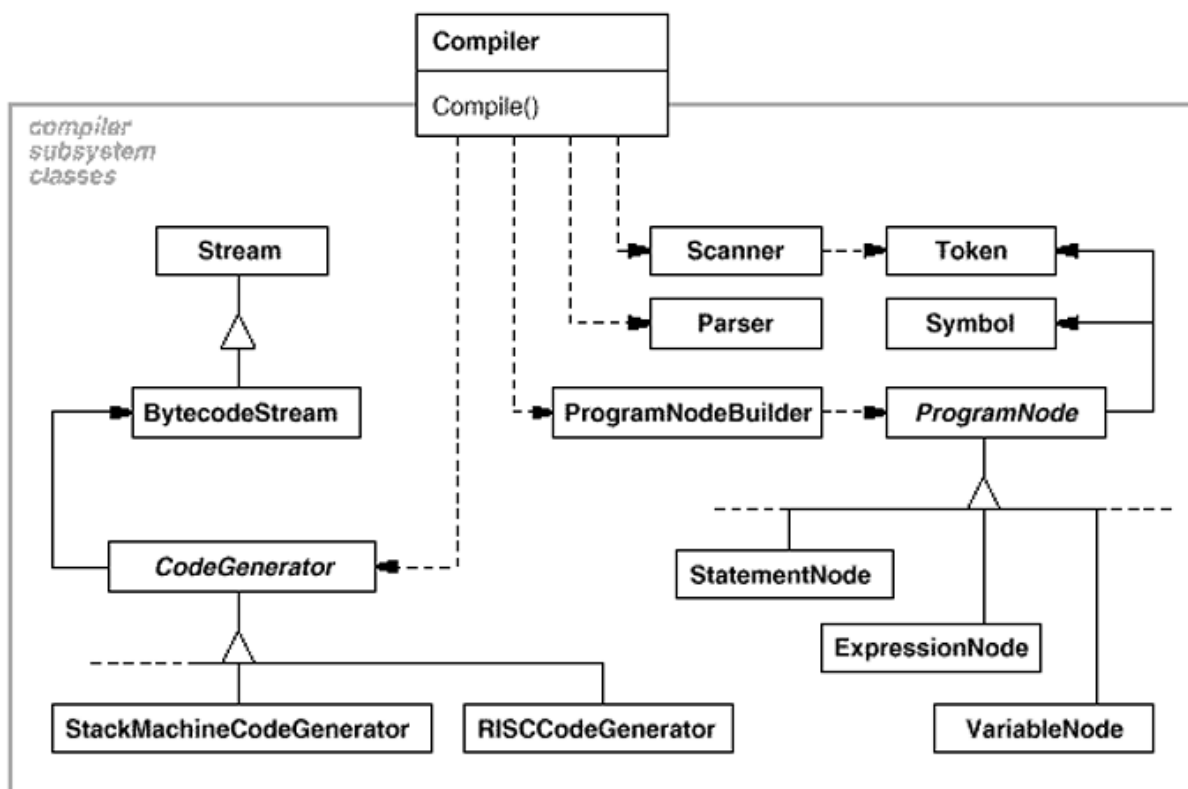 Compiler
Compile()
compiler
subsystem
classes
Stream
Scanner
Token
Parser
Symbol
BytecodeStream
ProgramNodeBuilder
ProgramNode
CodeGenerator
StatementNode
ExpressionNode
StackMachineCodeGenerator
RISCCodeGenerator
VariableNode